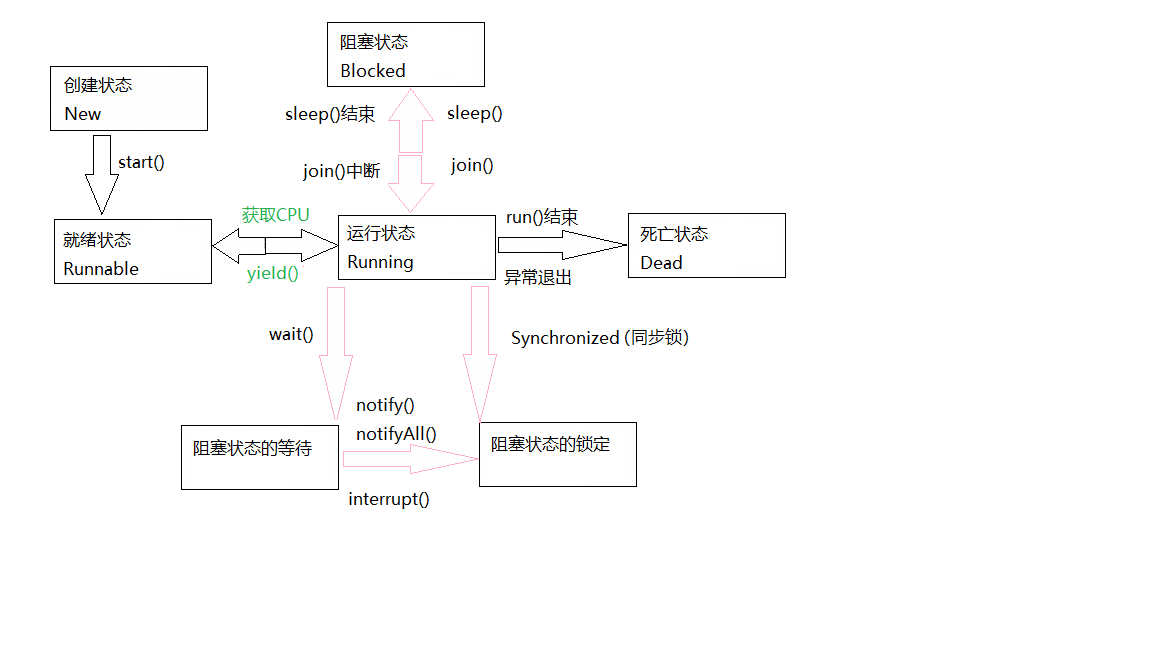 阻塞状态
Blocked
创建状态
New
sleep()结束
sleep()
start()
join()中断
join()
获取CPU
run()结束
就绪状态
Runnable
运行状态
Running
死亡状态
Dead
yield()
异常退出
wait()
Synchronized (同步锁)
notify()
notifyAll()
阻塞状态的等待
阻塞状态的锁定
interrupt()